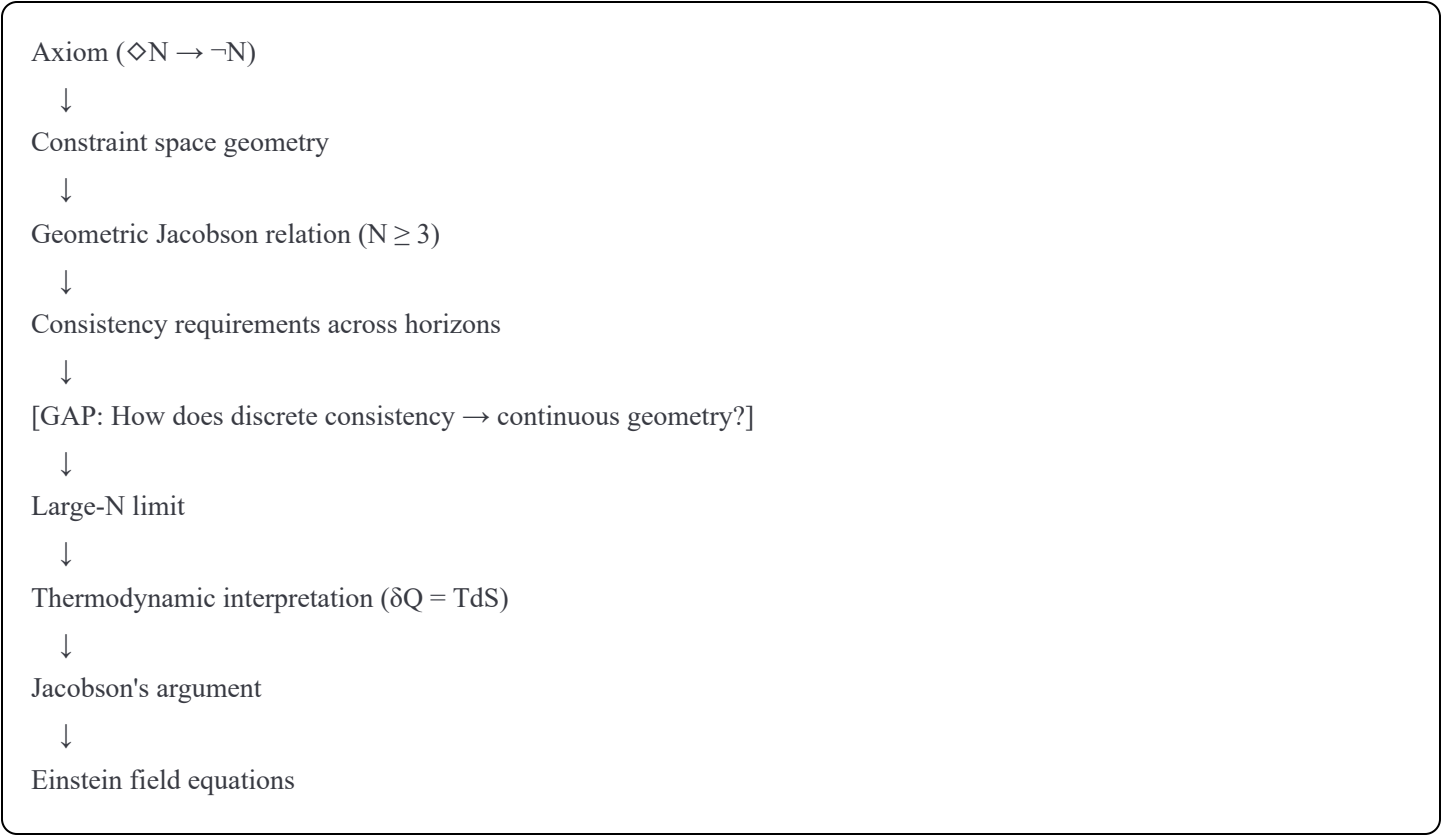 Axiom (◇N → ¬N)
↓
Constraint space geometry
↓
Geometric Jacobson relation (N ≥ 3)
↓
Consistency requirements across horizons
↓
[GAP: How does discrete consistency → continuous geometry?]
↓
Large-N limit
↓
Thermodynamic interpretation (δQ = TdS)
↓
Jacobson's argument
↓
Einstein field equations